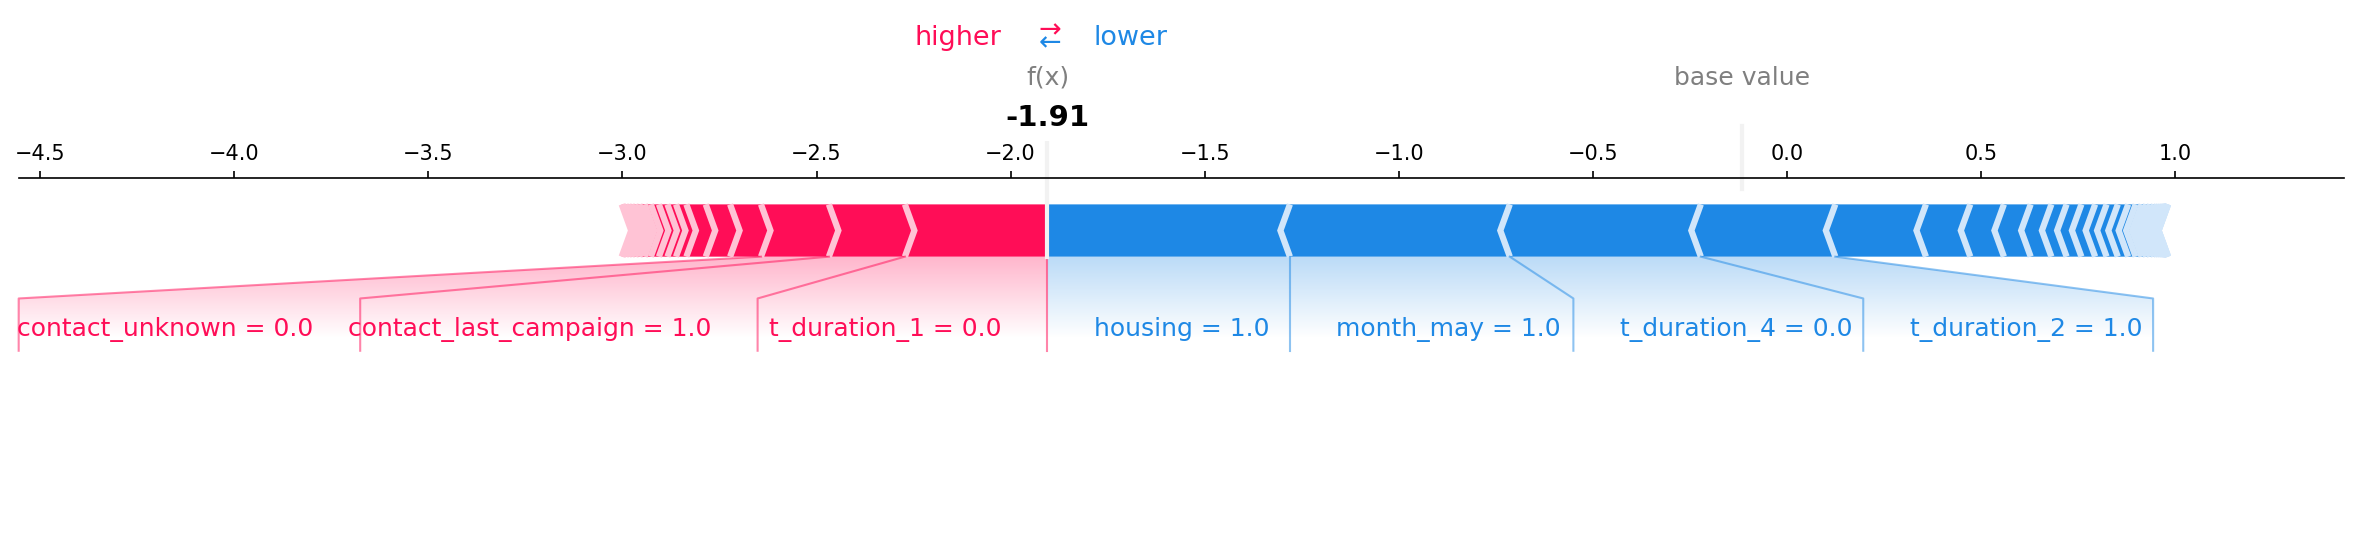 higher ⇄ lower
f(x) base value
-1.91
−4.5 −4.0 −3.5 −3.0 −2.5 −2.0 −1.5 −1.0 −0.5 0.0 0.5 1.0
contact_unknown = 0.0 contact_last_campaign = 1.0 t_duration_1 = 0.0 housing = 1.0 month_may = 1.0 t_duration_4 = 0.0 t_duration_2 = 1.0